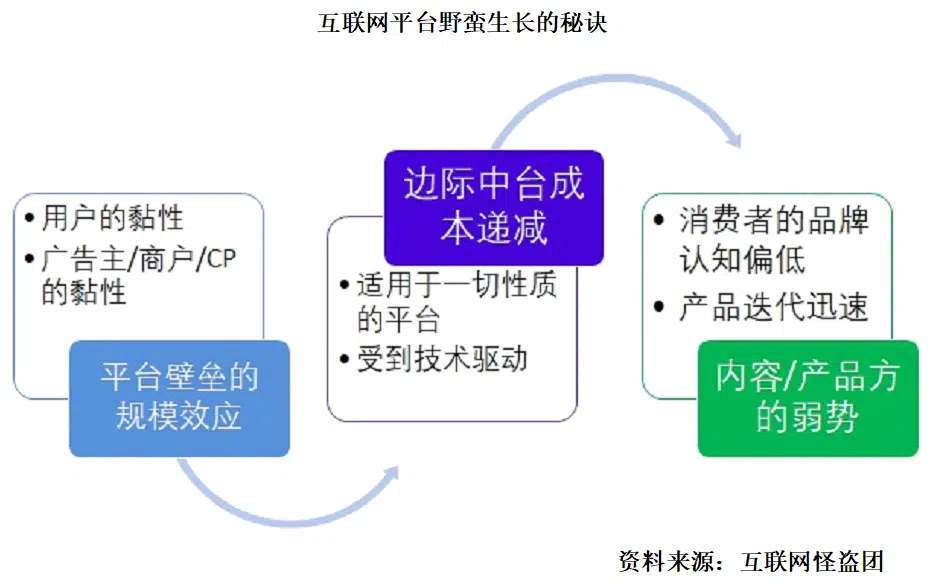 互联网平台野蛮生长的秘诀
• 用户的黏性
• 广告主/商户/CP
的黏性
平台壁垒的
规模效应
边际中台成
本递减
• 适用于一切性质
的平台
• 受到技术驱动
• 消费者的品牌
认知偏低
• 产品迭代迅速
内容/产品方
的弱势
资料来源：互联网怪盗团